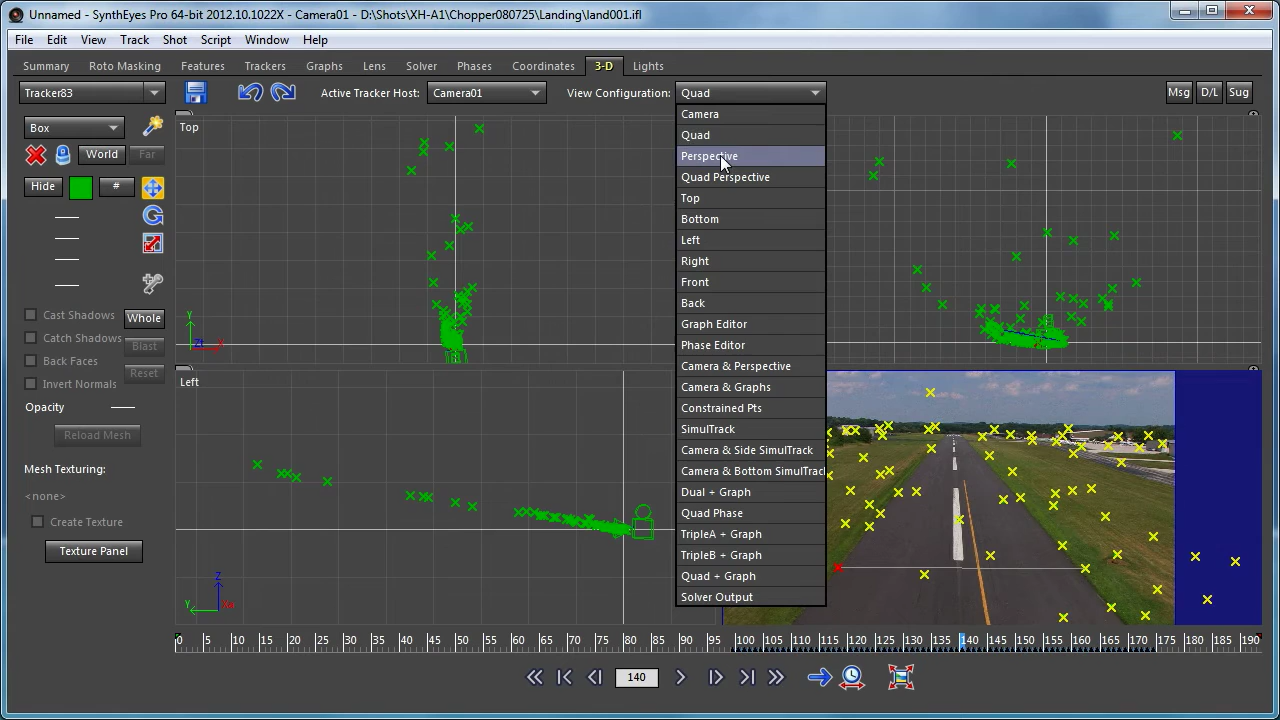 Unnamed - SynthEyes Pro 64-bit 2012.10.1022X - Camera01 - D:\Shots\XH-A1\Chopper080725\Landing\land001.ifl
File Edit View Track Shot Script Window Help
Summary Roto Masking Features Trackers Graphs Lens Solver Phases Coordinates 3-D Lights
Tracker83 Active Tracker Host: Camera01 View Configuration: Quad Msg D/L Sug
Box
World Far
Hide #
Cast Shadows Whole
Catch Shadows Blast
Back Faces Reset
Invert Normals
Opacity
Reload Mesh
Mesh Texturing:
<none>
Create Texture
Texture Panel
Top
Y
Zt X
Left
Z
Y Xa
Camera
Quad
Perspective
Quad Perspective
Top
Bottom
Left
Right
Front
Back
Graph Editor
Phase Editor
Camera & Perspective
Camera & Graphs
Constrained Pts
SimulTrack
Camera & Side SimulTrack
Camera & Bottom SimulTrack
Dual + Graph
Quad Phase
TripleA + Graph
TripleB + Graph
Quad + Graph
Solver Output
0 5 10 15 20 25 30 35 40 45 50 55 60 65 70 75 80 85 90 95 100 105 110 115 120 125 130 135 140 145 150 155 160 165 170 175 180 185 190
140